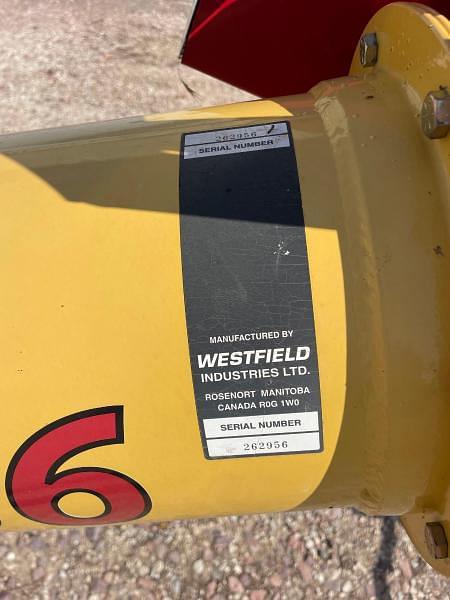 262956
SERIAL NUMBER
MANUFACTURED BY
WESTFIELD
INDUSTRIES LTD.
ROSENORT MANITOBA
CANADA R0G 1W0
SERIAL NUMBER
262956
6